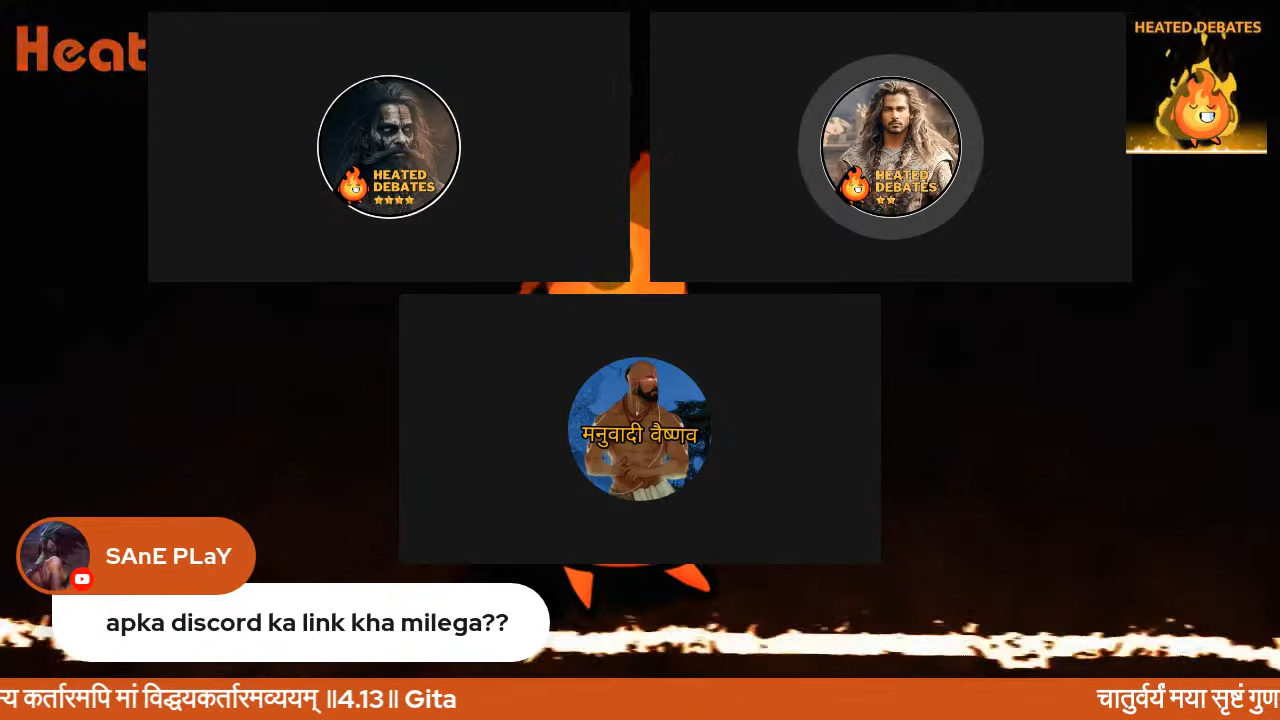 Heat
HEATED DEBATES
HEATED
DEBATES
HEATED
DEBATES
मनुवादी वैष्णव
SAnE PLaY
apka discord ka link kha milega??
न्य कर्तारमपि मां विद्धयकर्तारमव्ययम् ॥4.13॥ Gita
चातुर्वर्यं मया सृष्टं गुण